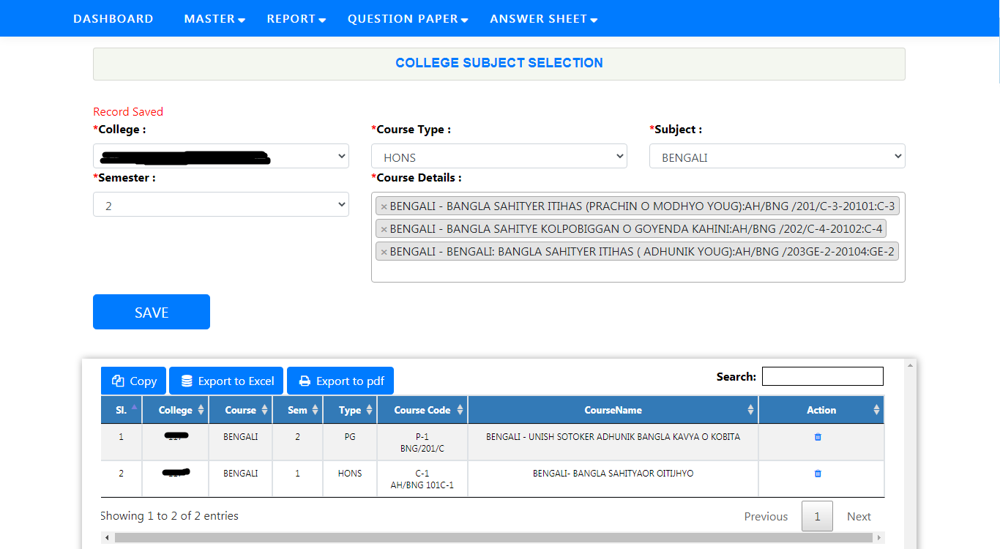 DASHBOARD MASTER REPORT QUESTION PAPER ANSWER SHEET
COLLEGE SUBJECT SELECTION
Record Saved
*College : *Course Type : *Subject :
HONS BENGALI
*Semester : *Course Details :
2
×BENGALI - BANGLA SAHITYER ITIHAS (PRACHIN O MODHYO YOUG):AH/BNG /201/C-3-20101:C-3
×BENGALI - BANGLA SAHITYE KOLPOBIGGAN O GOYENDA KAHINI:AH/BNG /202/C-4-20102:C-4
×BENGALI - BENGALI: BANGLA SAHITYER ITIHAS ( ADHUNIK YOUG):AH/BNG /203GE-2-20104:GE-2
SAVE
Copy Export to Excel Export to pdf Search:
Sl. College Course Sem Type Course Code CourseName Action
1 BENGALI 2 PG P-1 BENGALI - UNISH SOTOKER ADHUNIK BANGLA KAVYA O KOBITA
BNG/201/C
2 BENGALI 1 HONS C-1 BENGALI- BANGLA SAHITYAOR OITIJHYO
AH/BNG 101C-1
Showing 1 to 2 of 2 entries Previous 1 Next